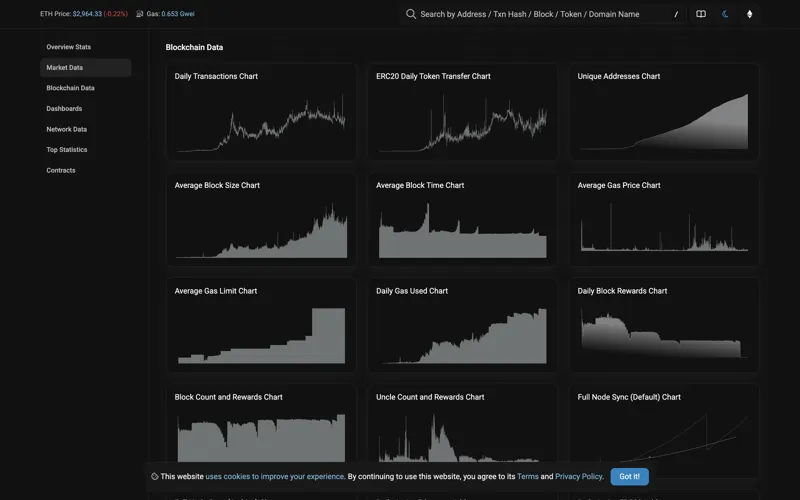 ETH Price: $2,964.33 (-0.22%) Gas: 0.653 Gwei
Search by Address / Txn Hash / Block / Token / Domain Name /
Overview Stats
Market Data
Blockchain Data
Dashboards
Network Data
Top Statistics
Contracts
Blockchain Data
Daily Transactions Chart
ERC20 Daily Token Transfer Chart
Unique Addresses Chart
Average Block Size Chart
Average Block Time Chart
Average Gas Price Chart
Average Gas Limit Chart
Daily Gas Used Chart
Daily Block Rewards Chart
Block Count and Rewards Chart
Uncle Count and Rewards Chart
Full Node Sync (Default) Chart
This website uses cookies to improve your experience. By continuing to use this website, you agree to its Terms and Privacy Policy. Got it!